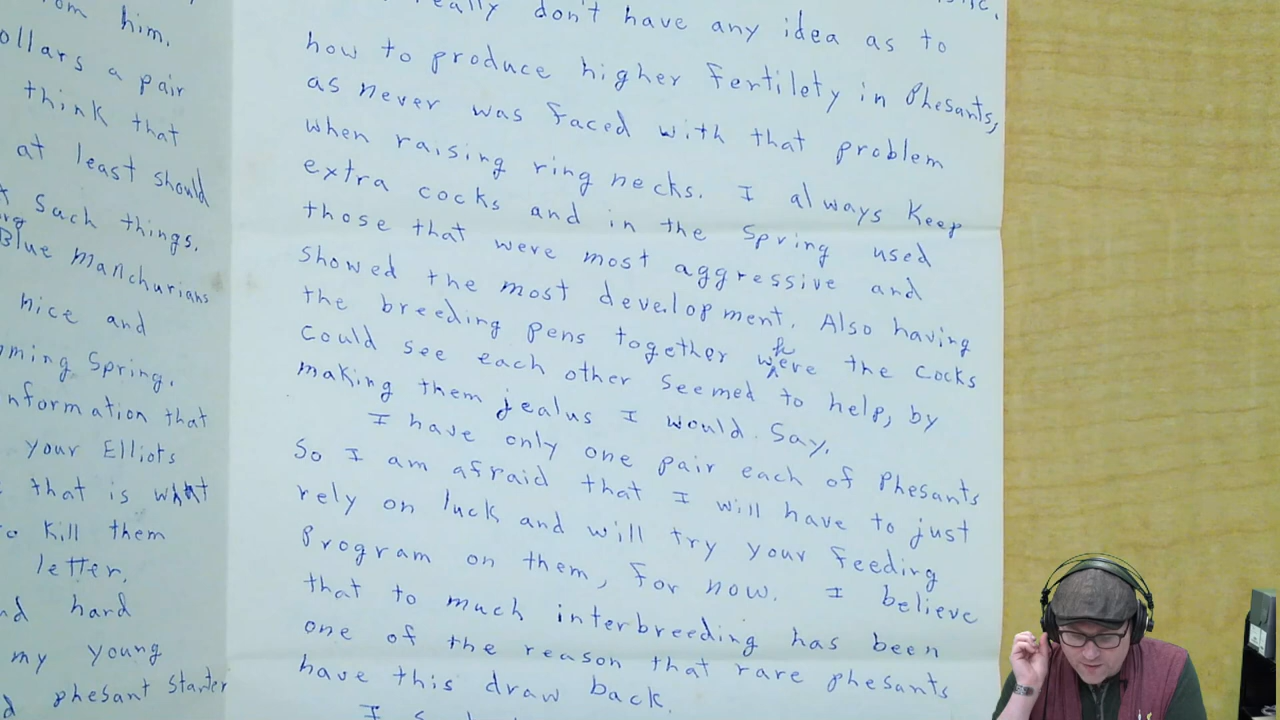 om him.
ollars a pair
think that
at least should
such things.
Blue Manchurians
nice and
ming Spring.
nformation that
your Elliots
that is what
o Kill them
letter.
nd hard
my young
d phesant starter
really don't have any idea as to
how to produce higher Fertilety in Phesants,
as never was faced with that problem
when raising ring necks. I always Keep
extra cocks and in the Spring used
those that were most aggressive and
showed the most development. Also having
the breeding pens together where the cocks
could see each other seemed to help, by
making them jealus I would Say.
I have only one pair each of Phesants
So I am afraid that I will have to just
rely on luck and will try your feeding
Program on them, for now. I believe
that to much interbreeding has been
one of the reason that rare phesants
have this draw back.
I